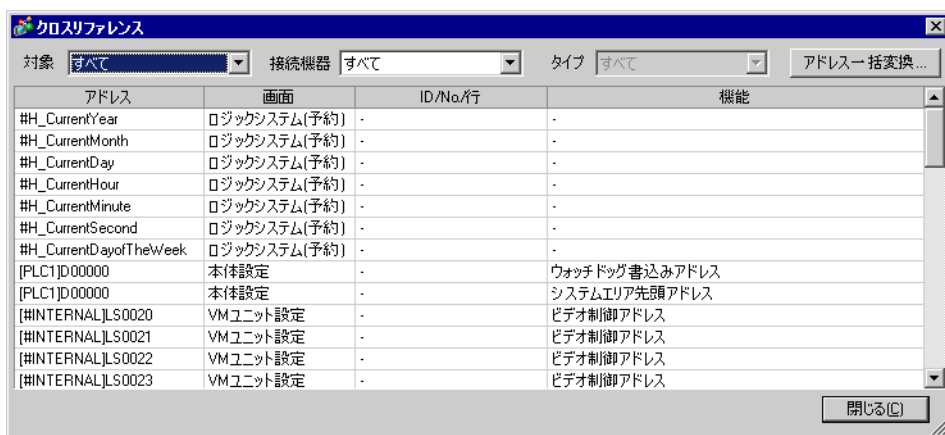 クロスリファレンス
対象 すべて 接続機器 すべて タイプ すべて アドレス一括変換...
アドレス 画面 ID/No./行 機能
#H_CurrentYear ロジックシステム(予約) - -
#H_CurrentMonth ロジックシステム(予約) - -
#H_CurrentDay ロジックシステム(予約) - -
#H_CurrentHour ロジックシステム(予約) - -
#H_CurrentMinute ロジックシステム(予約) - -
#H_CurrentSecond ロジックシステム(予約) - -
#H_CurrentDayofTheWeek ロジックシステム(予約) - -
[PLC1]D00000 本体設定 - ウォッチドッグ書込みアドレス
[PLC1]D00000 本体設定 - システムエリア先頭アドレス
[#INTERNAL]LS0020 VMユニット設定 - ビデオ制御アドレス
[#INTERNAL]LS0021 VMユニット設定 - ビデオ制御アドレス
[#INTERNAL]LS0022 VMユニット設定 - ビデオ制御アドレス
[#INTERNAL]LS0023 VMユニット設定 - ビデオ制御アドレス
閉じる(C)